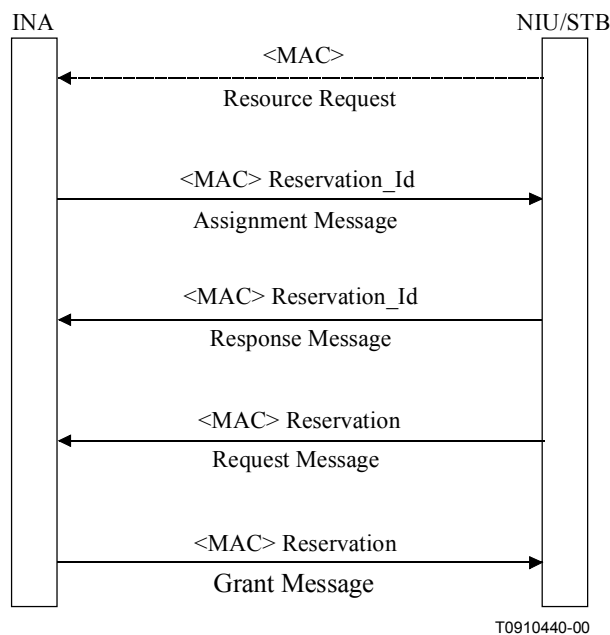 INA
NIU/STB
<MAC>
Resource Request
<MAC> Reservation_Id
Assignment Message
<MAC> Reservation_Id
Response Message
<MAC> Reservation
Request Message
<MAC> Reservation
Grant Message
T0910440-00